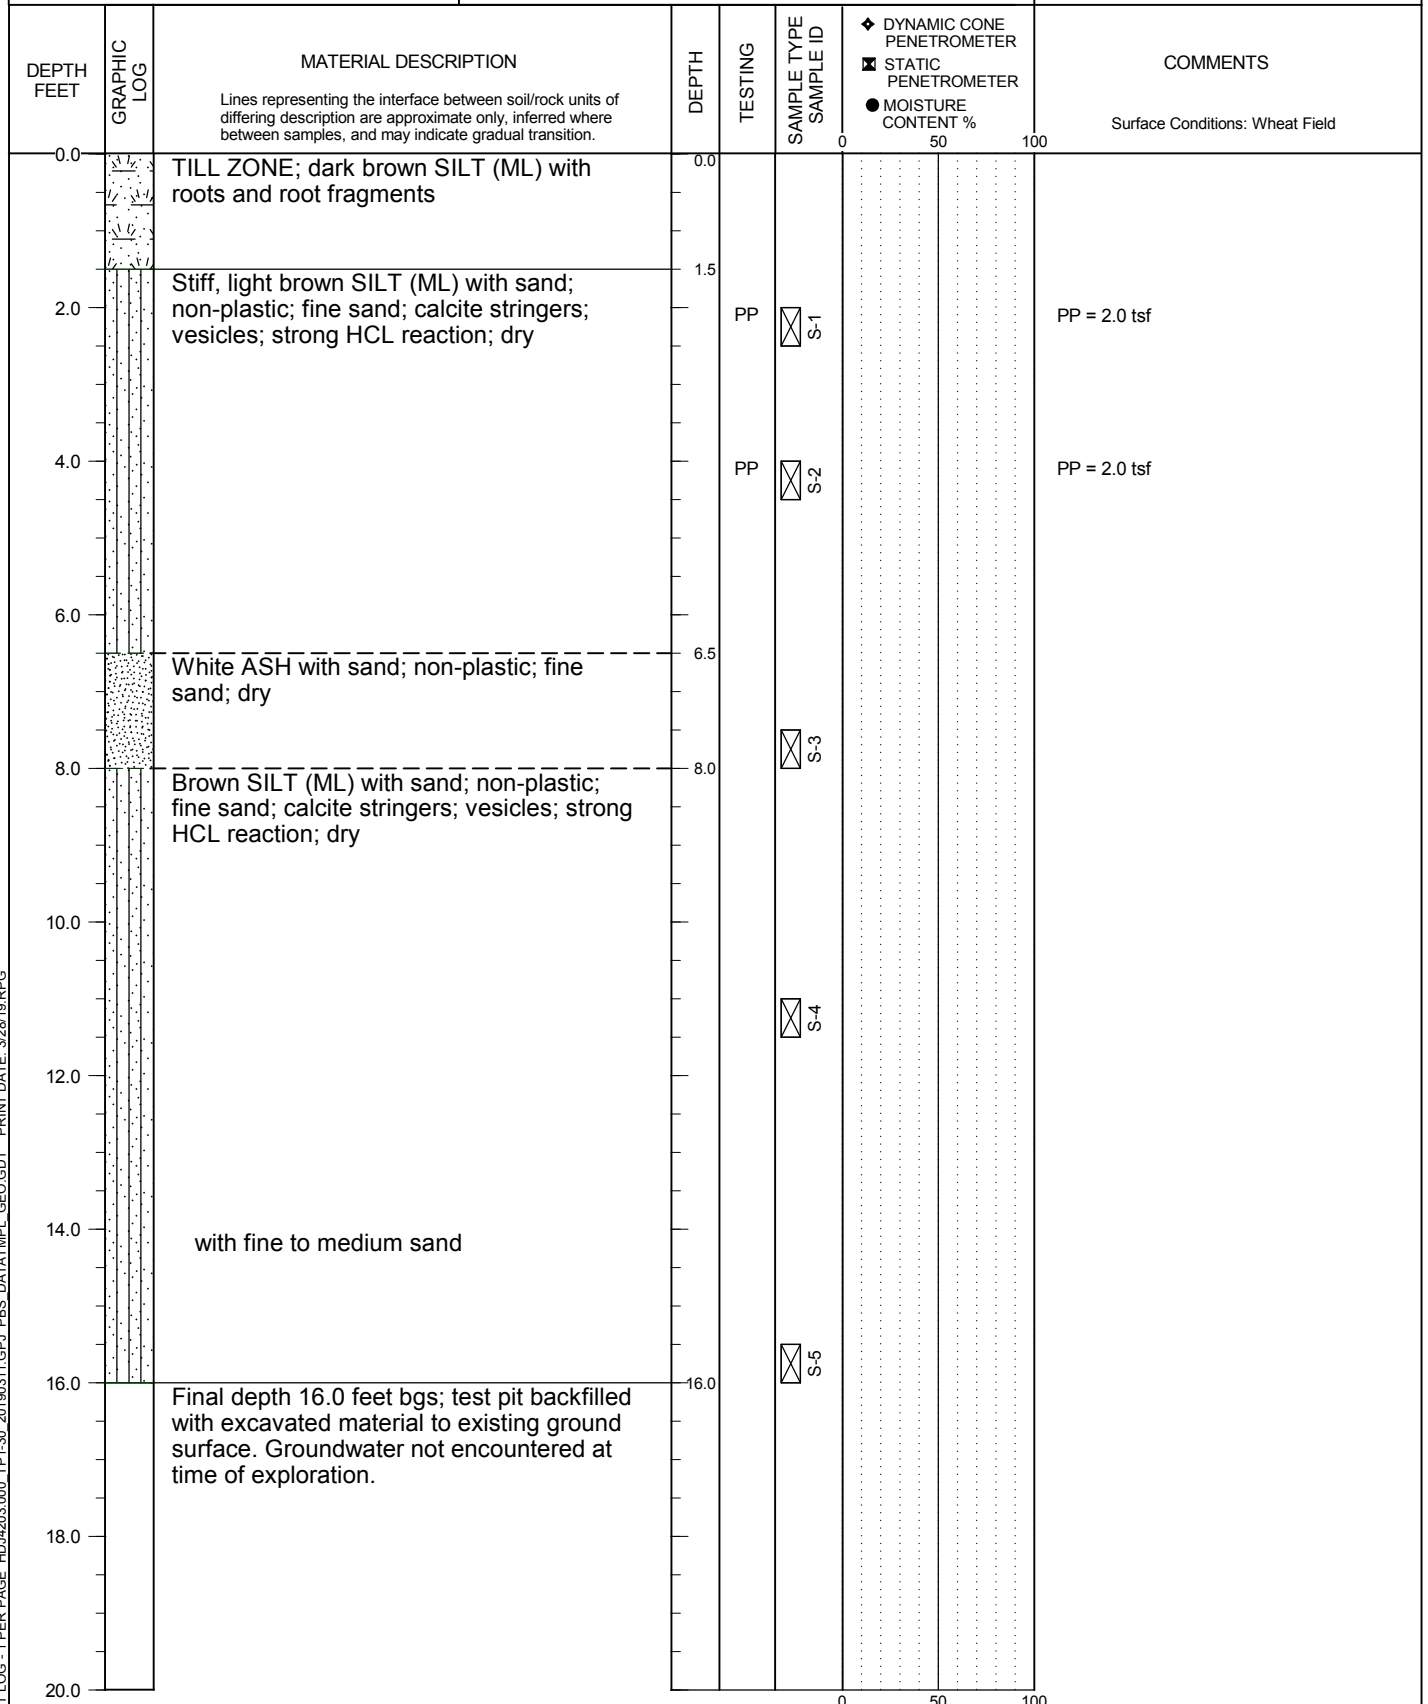 DEPTH
FEET
GRAPHIC
LOG
MATERIAL DESCRIPTION
Lines representing the interface between soil/rock units of
differing description are approximate only, inferred where
between samples, and may indicate gradual transition.
DEPTH
TESTING
SAMPLE TYPE
SAMPLE ID
DYNAMIC CONE
PENETROMETER
STATIC
PENETROMETER
MOISTURE
CONTENT %
0 50 100
COMMENTS
Surface Conditions: Wheat Field
0.0
TILL ZONE; dark brown SILT (ML) with
roots and root fragments
0.0
1.5
Stiff, light brown SILT (ML) with sand;
non-plastic; fine sand; calcite stringers;
vesicles; strong HCL reaction; dry
2.0
PP
S-1
PP = 2.0 tsf
4.0
PP
S-2
PP = 2.0 tsf
6.0
6.5
White ASH with sand; non-plastic; fine
sand; dry
S-3
8.0
8.0
Brown SILT (ML) with sand; non-plastic;
fine sand; calcite stringers; vesicles; strong
HCL reaction; dry
10.0
S-4
12.0
14.0
with fine to medium sand
S-5
16.0
16.0
Final depth 16.0 feet bgs; test pit backfilled
with excavated material to existing ground
surface. Groundwater not encountered at
time of exploration.
18.0
20.0
0 50 100
LOG - 1 PER PAGE PRINT DATE: 3/28/19:RPG